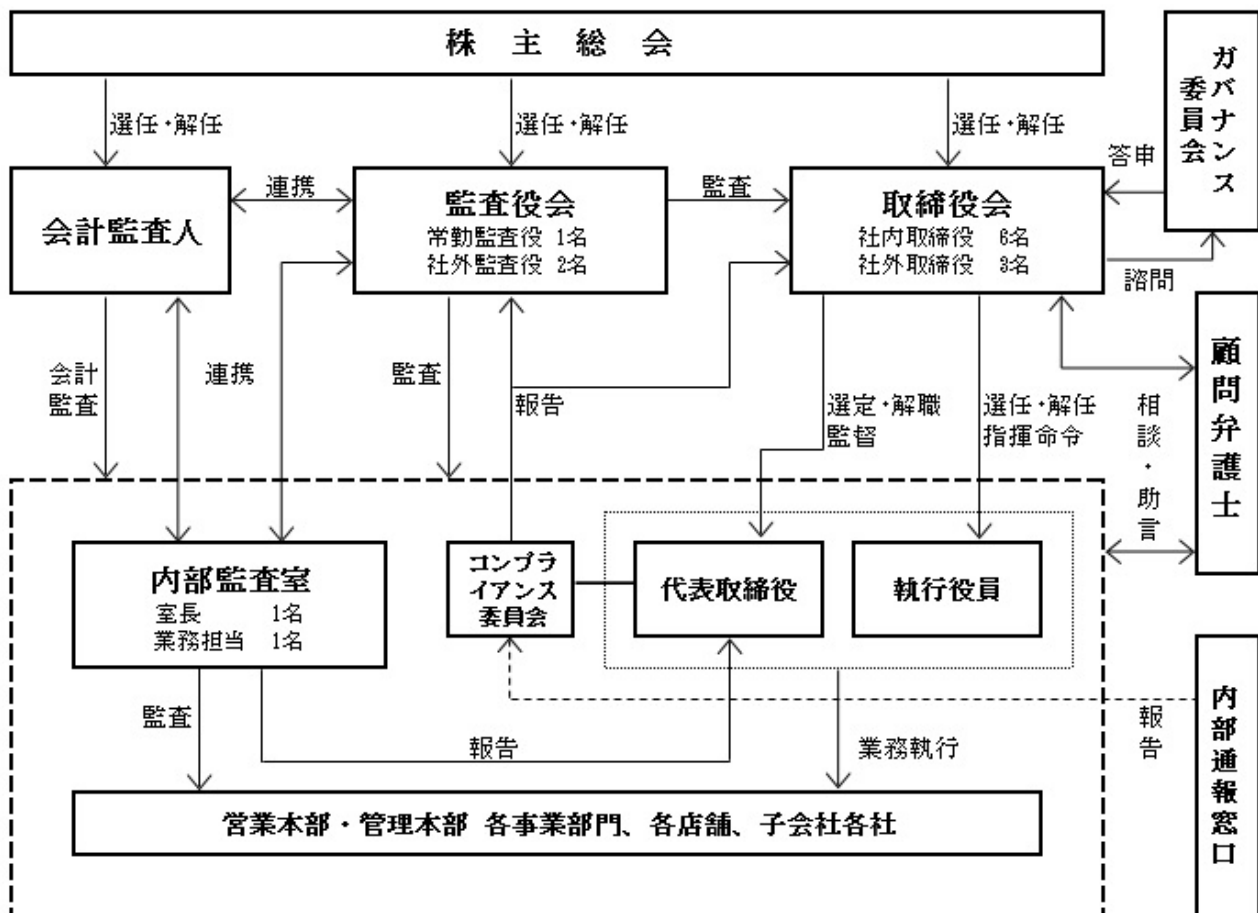 株主総会
ガバナンス
委員会
選任・解任
選任・解任
選任・解任
答申
会計監査人
連携
監査役会
常勤監査役 1名
社外監査役 2名
監査
取締役会
社内取締役 6名
社外取締役 3名
諮問
会計
監査
連携
監査
報告
選定・解職
監督
選任・解任
指揮命令
相談・助言
顧問弁護士
内部監査室
室長 1名
業務担当 1名
コンプラ
イアンス
委員会
代表取締役
執行役員
監査
報告
業務執行
報告
内部通報窓口
営業本部・管理本部 各事業部門、各店舗、子会社各社